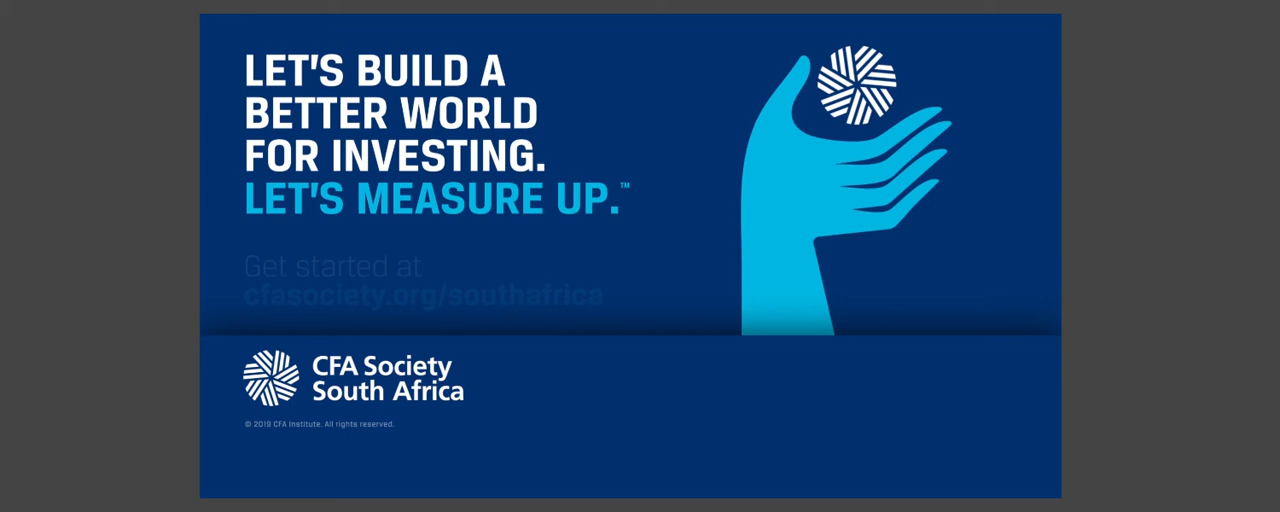 LET'S BUILD A
BETTER WORLD
FOR INVESTING.
LET'S MEASURE UP.™
Get started at
cfasociety.org/southafrica
CFA Society
South Africa
© 2019 CFA Institute. All rights reserved.